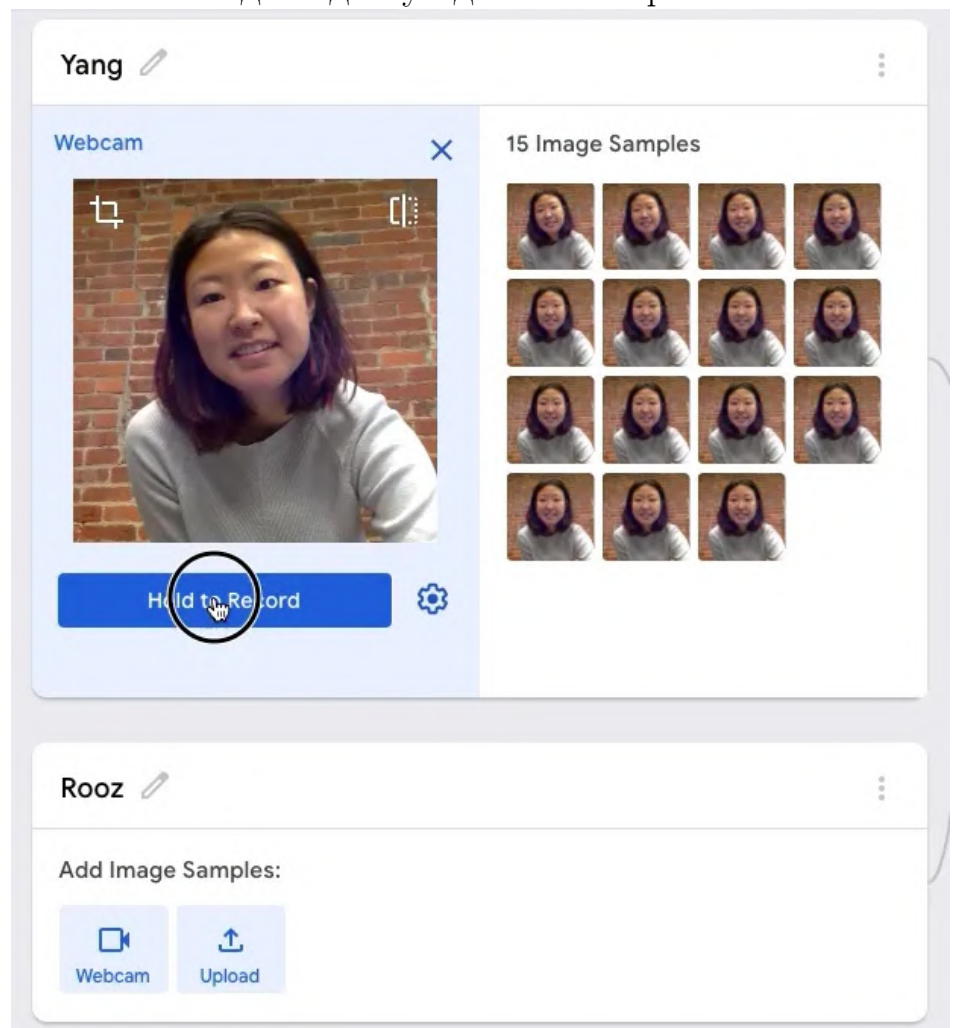 Yang
Webcam
15 Image Samples
Hold to Record
Rooz
Add Image Samples:
Webcam
Upload